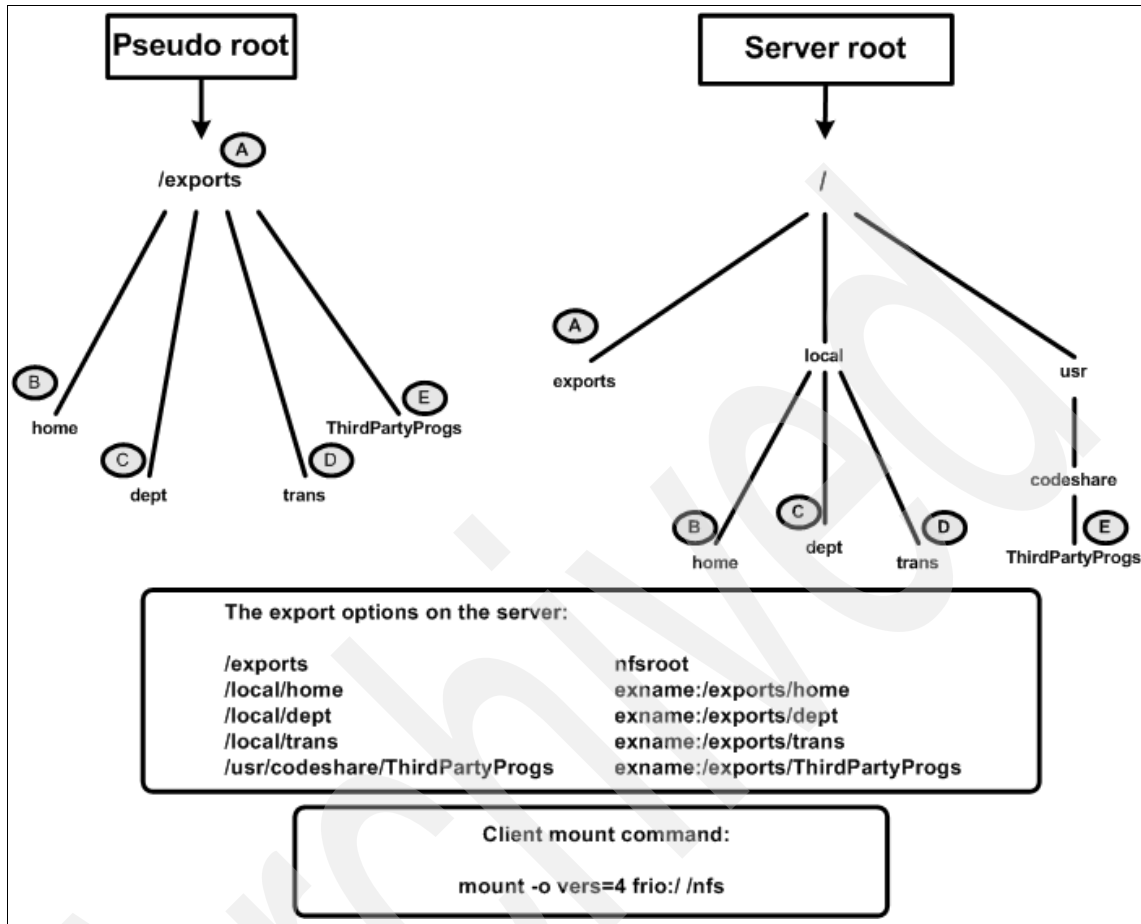 Pseudo root
Server root
A
/exports
/
A
exports
local
usr
B
home
E
ThirdPartyProgs
C
dept
D
trans
codeshare
B
home
C
dept
D
trans
E
ThirdPartyProgs
The export options on the server:
/exports nfsroot
/local/home exname:/exports/home
/local/dept exname:/exports/dept
/local/trans exname:/exports/trans
/usr/codeshare/ThirdPartyProgs exname:/exports/ThirdPartyProgs
Client mount command:
mount -o vers=4 frio:/ /nfs